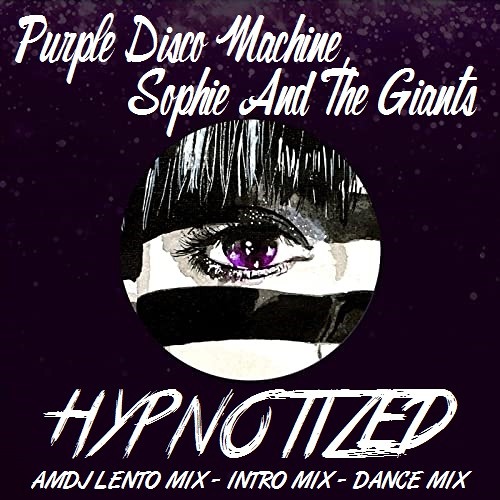 Purple Disco Machine,
Sophie And The Giants
HYPNOTIZED
AMDJ LENTO MIX - INTRO MIX - DANCE MIX